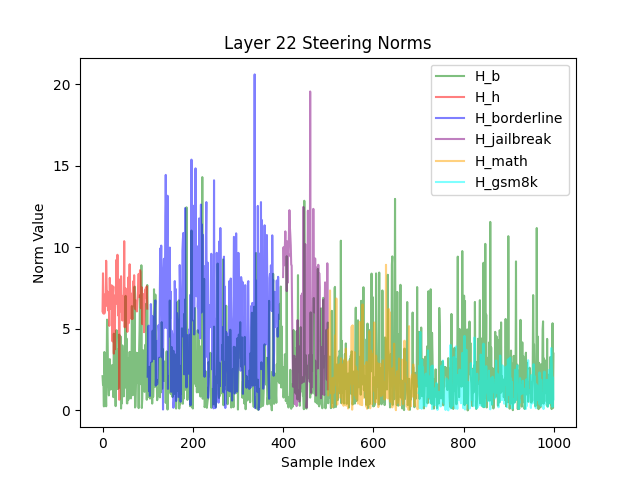 Layer 22 Steering Norms
H_b
H_h
H_borderline
H_jailbreak
H_math
H_gsm8k
Norm Value
20
15
10
5
0
0 200 400 600 800 1000
Sample Index